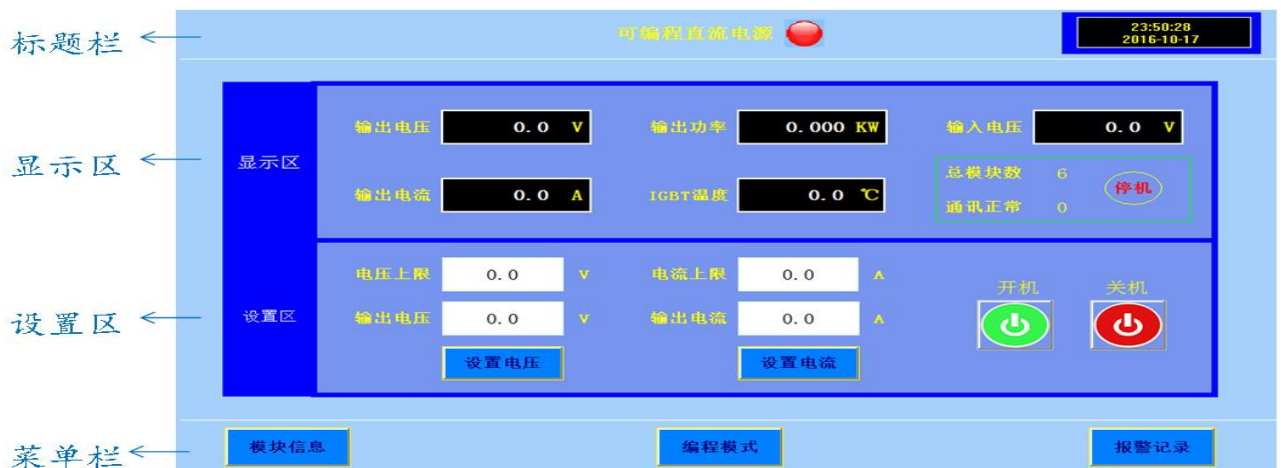 标题栏
可编程直流电源
23:50:28
2016-10-17
显示区
显示区
输出电压 0.0 V
输出功率 0.000 KW
输入电压 0.0 V
输出电流 0.0 A
IGBT温度 0.0 ℃
总模块数 6
通讯正常 0
停机
设置区
设置区
电压上限 0.0 V
电流上限 0.0 A
输出电压 0.0 V
输出电流 0.0 A
设置电压
设置电流
开机
关机
菜单栏
模块信息
编程模式
报警记录